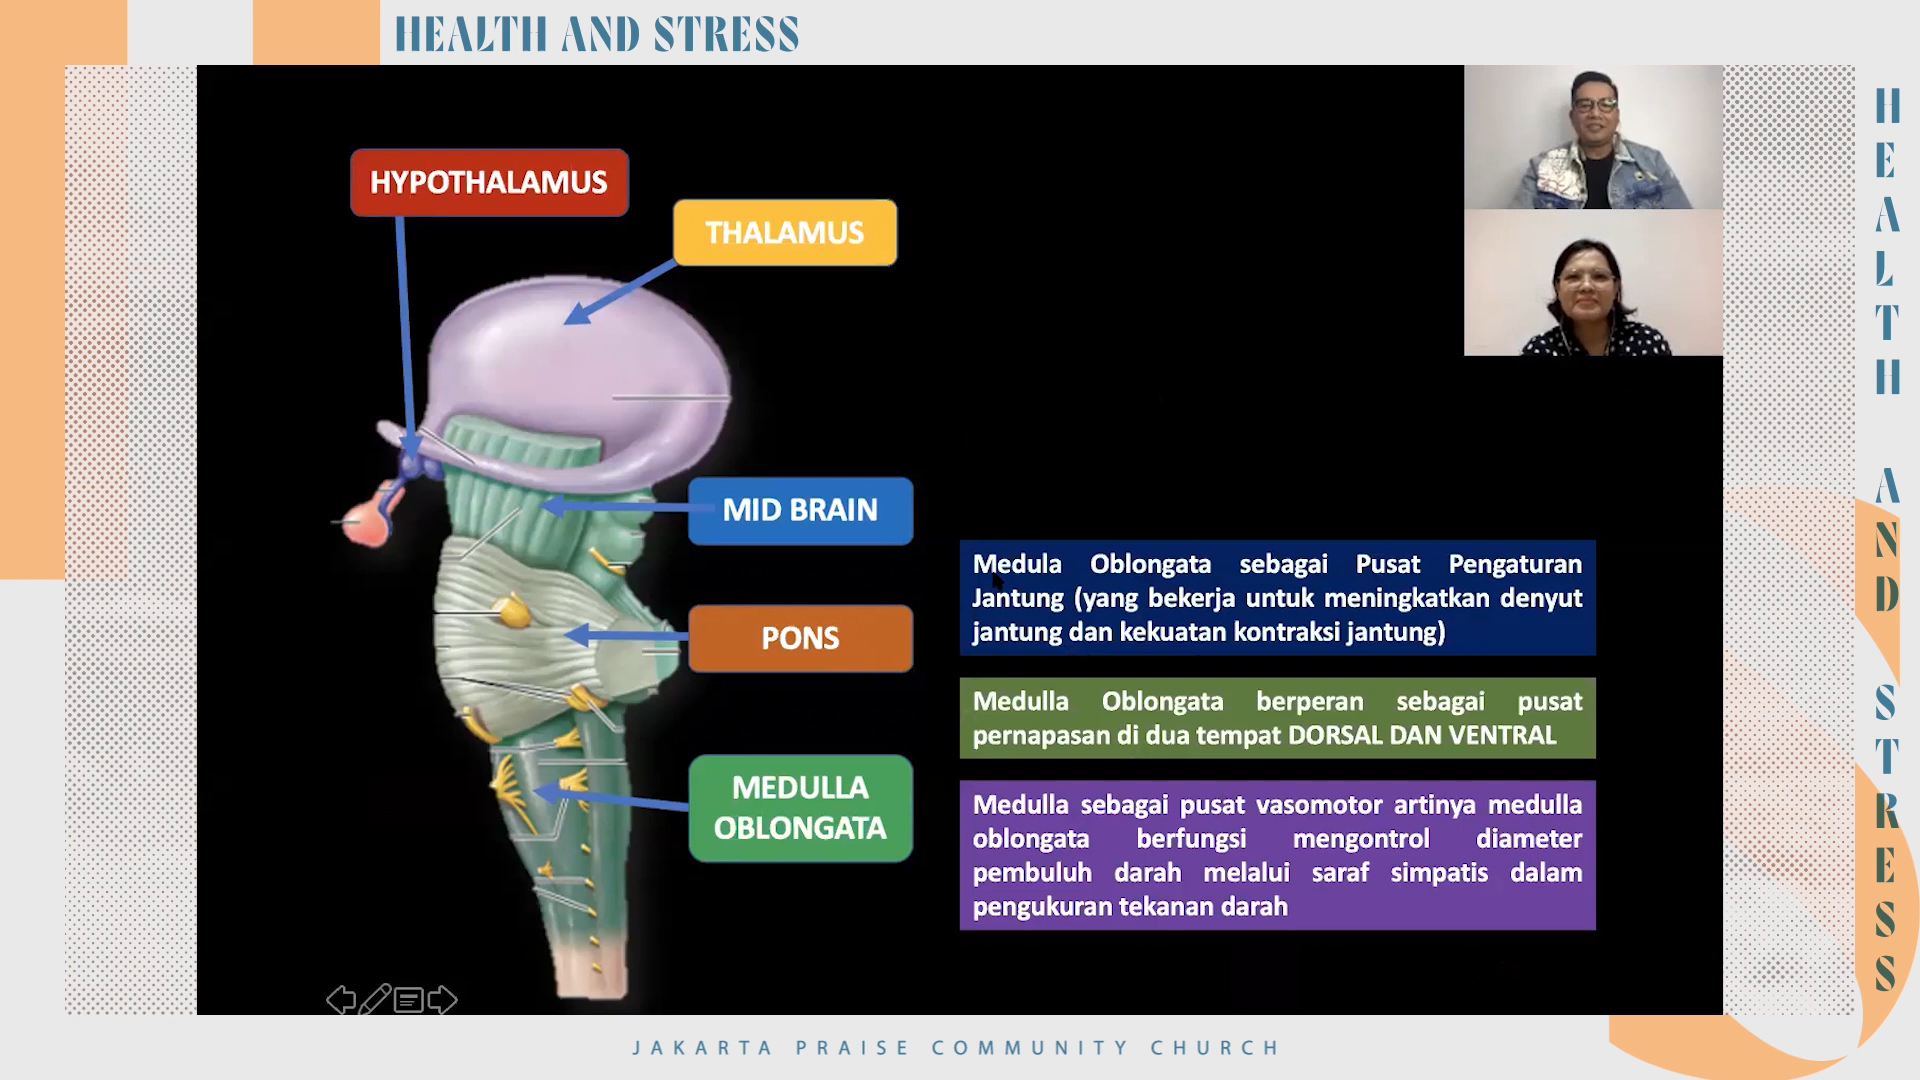 HEALTH AND STRESS
HYPOTHALAMUS
THALAMUS
MID BRAIN
PONS
MEDULLA
OBLONGATA
Medula Oblongata sebagai Pusat Pengaturan
Jantung (yang bekerja untuk meningkatkan denyut
jantung dan kekuatan kontraksi jantung)
Medulla Oblongata berperan sebagai pusat
pernapasan di dua tempat DORSAL DAN VENTRAL
Medulla sebagai pusat vasomotor artinya medulla
oblongata berfungsi mengontrol diameter
pembuluh darah melalui saraf simpatis dalam
pengukuran tekanan darah
HEALTH AND STRESS
JAKARTA PRAISE COMMUNITY CHURCH